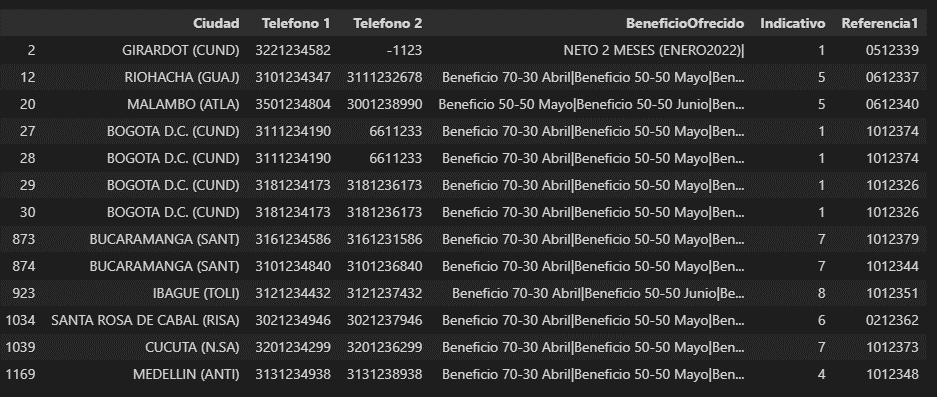 Ciudad Telefono 1 Telefono 2 BeneficioOfrecido Indicativo Referencia1
2 GIRARDOT (CUND) 3221234582 -1123 NETO 2 MESES (ENERO2022)| 1 0512339
12 RIOHACHA (GUAJ) 3101234347 3111232678 Beneficio 70-30 Abril|Beneficio 50-50 Mayo|Ben... 5 0612337
20 MALAMBO (ATLA) 3501234804 3001238990 Beneficio 50-50 Mayo|Beneficio 50-50 Junio|Ben... 5 0612340
27 BOGOTA D.C. (CUND) 3111234190 6611233 Beneficio 70-30 Abril|Beneficio 50-50 Mayo|Ben... 1 1012374
28 BOGOTA D.C. (CUND) 3111234190 6611233 Beneficio 70-30 Abril|Beneficio 50-50 Mayo|Ben... 1 1012374
29 BOGOTA D.C. (CUND) 3181234173 3181236173 Beneficio 70-30 Abril|Beneficio 50-50 Mayo|Ben... 1 1012326
30 BOGOTA D.C. (CUND) 3181234173 3181236173 Beneficio 70-30 Abril|Beneficio 50-50 Mayo|Ben... 1 1012326
873 BUCARAMANGA (SANT) 3161234586 3161231586 Beneficio 70-30 Abril|Beneficio 50-50 Mayo|Ben... 7 1012379
874 BUCARAMANGA (SANT) 3101234840 3101236840 Beneficio 70-30 Abril|Beneficio 50-50 Mayo|Ben... 7 1012344
923 IBAGUE (TOLI) 3121234432 3121237432 Beneficio 70-30 Abril|Beneficio 50-50 Junio|Be... 8 1012351
1034 SANTA ROSA DE CABAL (RISA) 3021234946 3021237946 Beneficio 70-30 Abril|Beneficio 50-50 Mayo|Ben... 6 0212362
1039 CUCUTA (N.SA) 3201234299 3201236299 Beneficio 70-30 Abril|Beneficio 50-50 Mayo|Ben... 7 1012373
1169 MEDELLIN (ANTI) 3131234938 3131238938 Beneficio 70-30 Abril|Beneficio 50-50 Mayo|Ben... 4 1012348